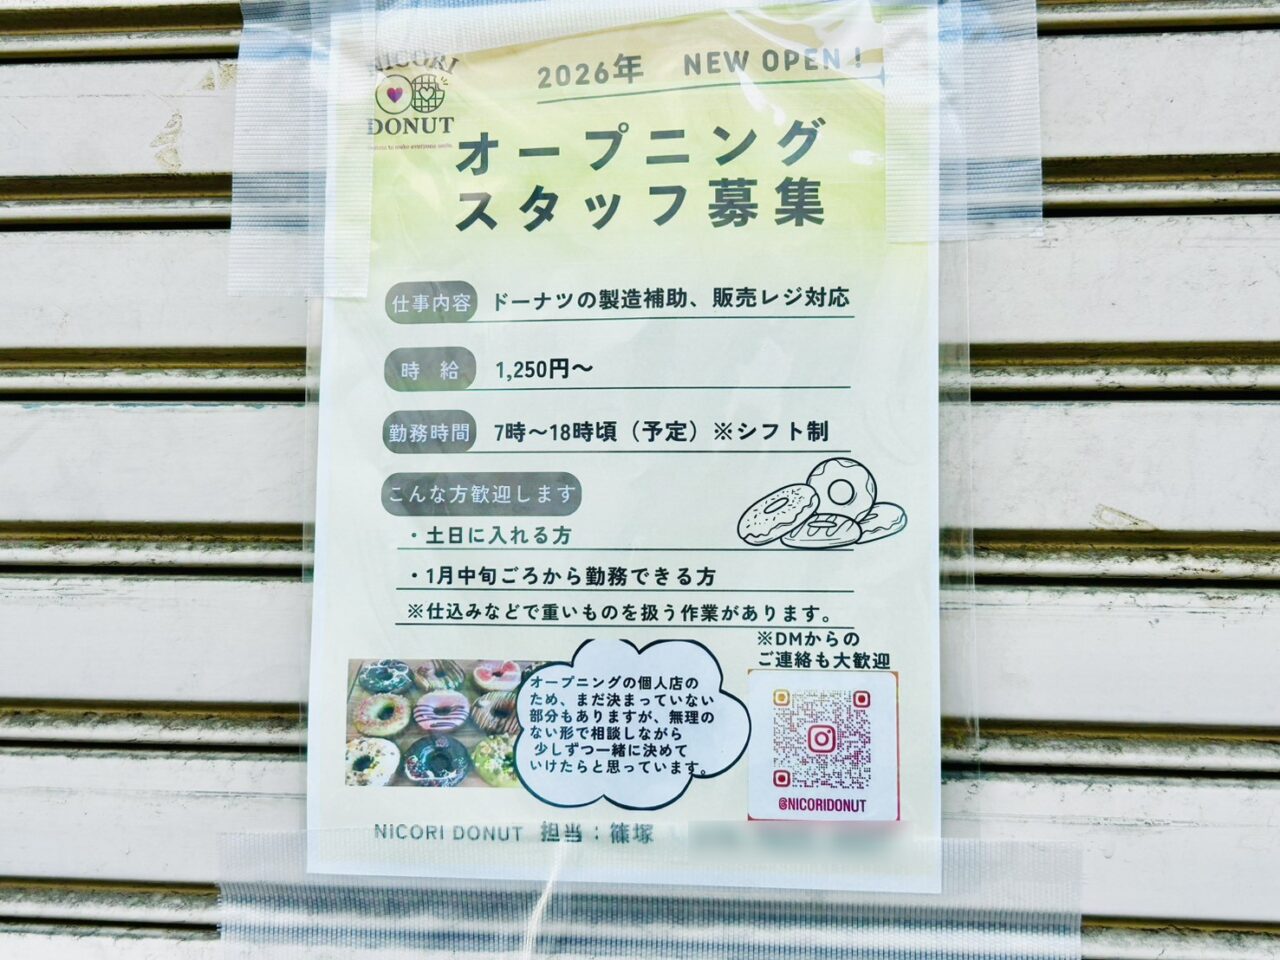 NICORI
DONUT
2026年 NEW OPEN!
オープニング
スタッフ募集
仕事内容 ドーナツの製造補助、販売レジ対応
時 給 1,250円〜
勤務時間 7時〜18時頃(予定)※シフト制
こんな方歓迎します
・土日に入れる方
・1月中旬ごろから勤務できる方
※仕込みなどで重いものを扱う作業があります。
※DMからの
ご連絡も大歓迎
オープニングの個人店の
ため、まだ決まっていない
部分もありますが、無理の
ない形で相談しながら
少しずつ一緒に決めて
いけたらと思っています。
@NICORIDONUT
NICORI DONUT 担当:篠塚